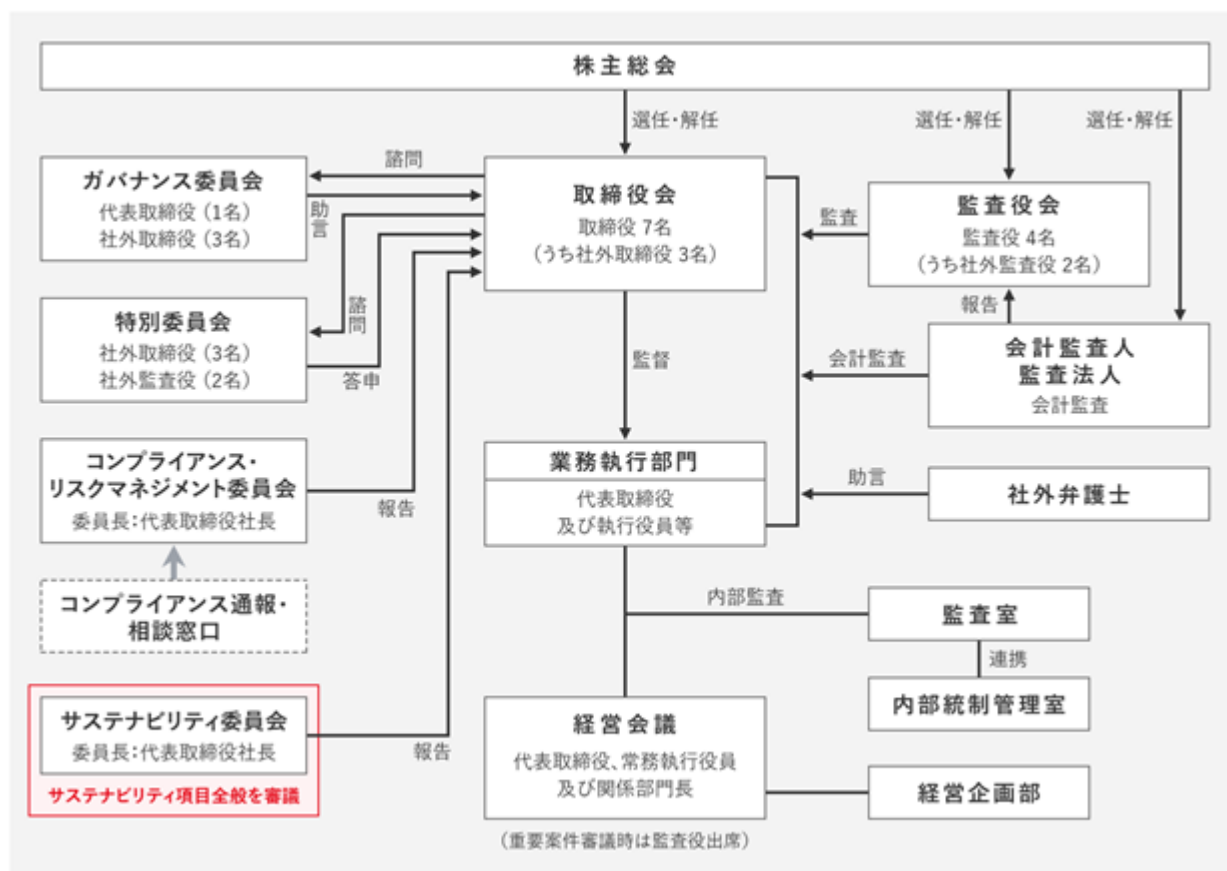 株主総会
選任・解任
選任・解任
選任・解任
ガバナンス委員会
代表取締役 (1名)
社外取締役 (3名)
諮問
助言
取締役会
取締役 7名
(うち社外取締役 3名)
監査
監査役会
監査役 4名
(うち社外監査役 2名)
報告
特別委員会
社外取締役 (3名)
社外監査役 (2名)
諮問
答申
監督
会計監査
会計監査人
監査法人
会計監査
コンプライアンス・
リスクマネジメント委員会
委員長:代表取締役社長
報告
業務執行部門
代表取締役
及び執行役員等
助言
社外弁護士
コンプライアンス通報・
相談窓口
内部監査
監査室
連携
内部統制管理室
サステナビリティ委員会
委員長:代表取締役社長
サステナビリティ項目全般を審議
報告
経営会議
代表取締役、常務執行役員
及び関係部門長
(重要案件審議時は監査役出席)
経営企画部